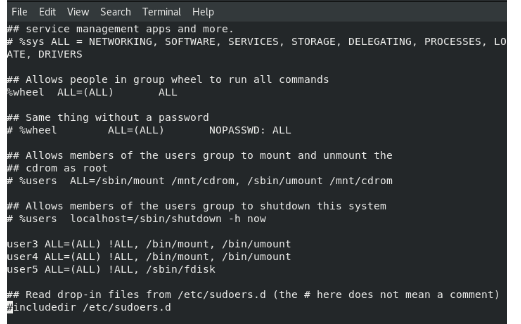 File Edit View Search Terminal Help
## service management apps and more.
# %sys ALL = NETWORKING, SOFTWARE, SERVICES, STORAGE, DELEGATING, PROCESSES, LO
ATE, DRIVERS
## Allows people in group wheel to run all commands
%wheel ALL=(ALL) ALL
## Same thing without a password
# %wheel ALL=(ALL) NOPASSWD: ALL
## Allows members of the users group to mount and unmount the
## cdrom as root
# %users ALL=/sbin/mount /mnt/cdrom, /sbin/umount /mnt/cdrom
## Allows members of the users group to shutdown this system
# %users localhost=/sbin/shutdown -h now
user3 ALL=(ALL) !ALL, /bin/mount, /bin/umount
user4 ALL=(ALL) !ALL, /bin/mount, /bin/umount
user5 ALL=(ALL) !ALL, /sbin/fdisk
## Read drop-in files from /etc/sudoers.d (the # here does not mean a comment)
#includedir /etc/sudoers.d